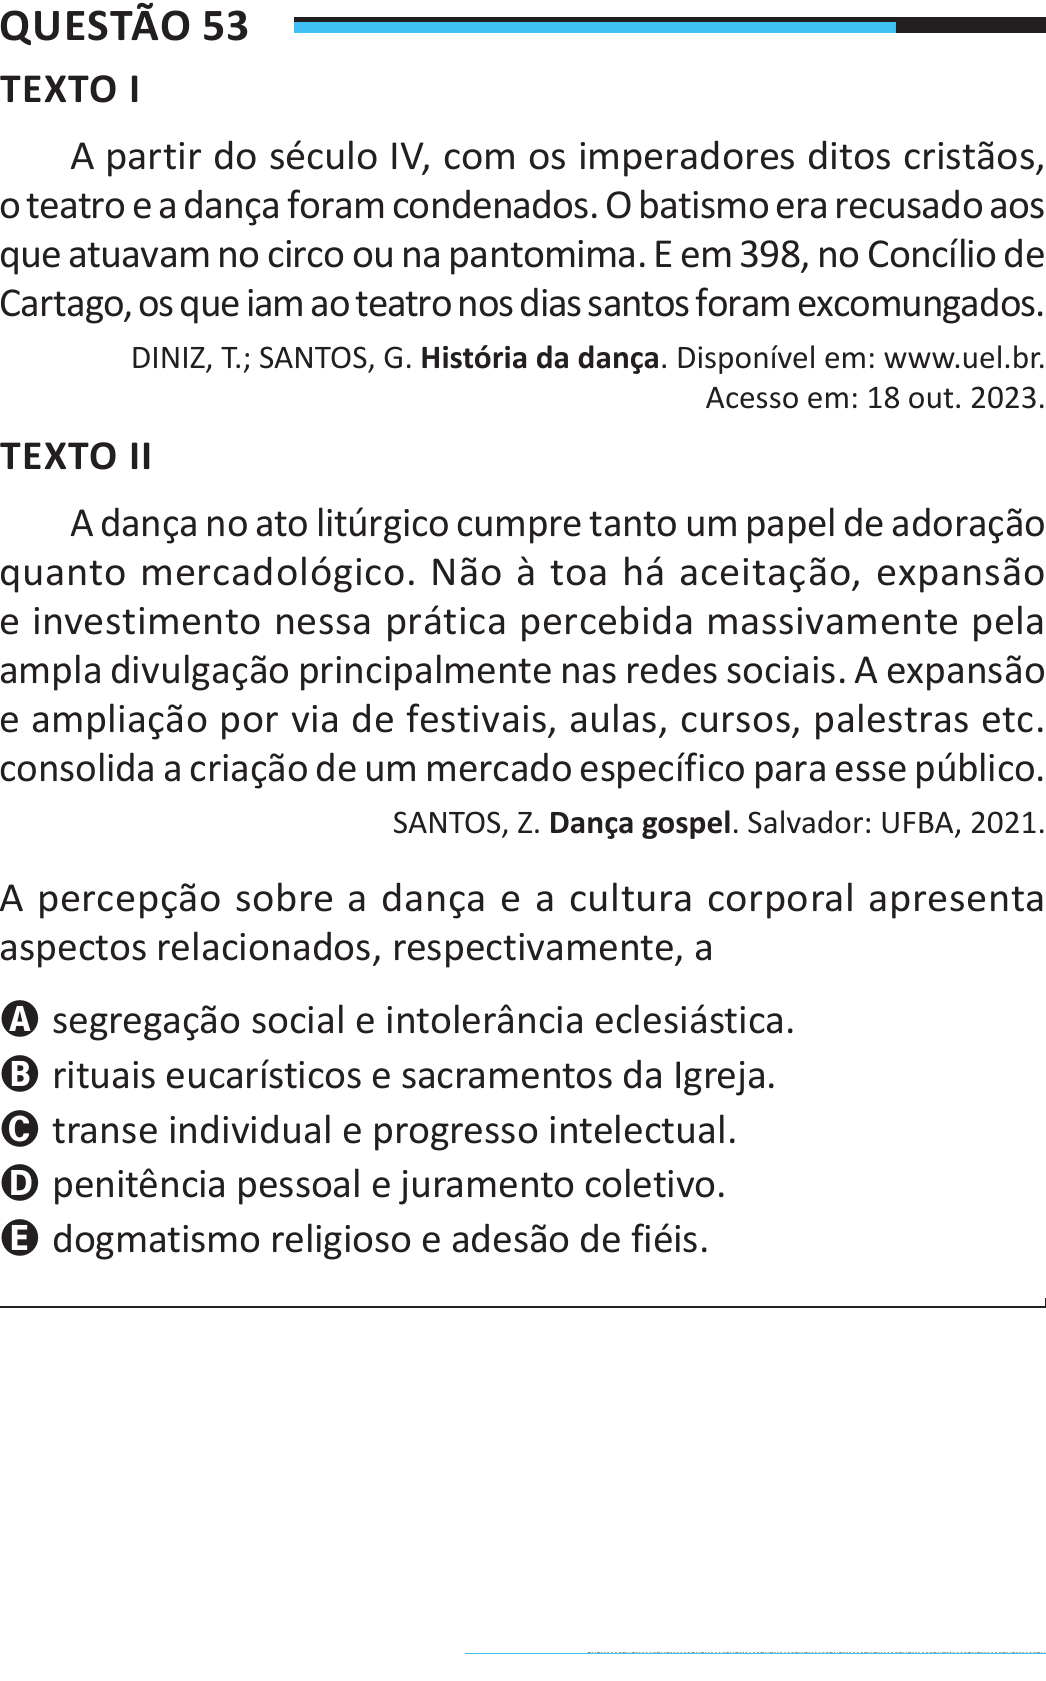 QUESTÃO 53
TEXTO I
A partir do século IV, com os imperadores ditos cristãos,
o teatro e a dança foram condenados. O batismo era recusado aos
que atuavam no circo ou na pantomima. E em 398, no Concílio de
Cartago, os que iam ao teatro nos dias santos foram excomungados.
DINIZ, T.; SANTOS, G. História da dança. Disponível em: www.uel.br.
Acesso em: 18 out. 2023.
TEXTO II
A dança no ato litúrgico cumpre tanto um papel de adoração
quanto mercadológico. Não à toa há aceitação, expansão
e investimento nessa prática percebida massivamente pela
ampla divulgação principalmente nas redes sociais. A expansão
e ampliação por via de festivais, aulas, cursos, palestras etc.
consolida a criação de um mercado específico para esse público.
SANTOS, Z. Dança gospel. Salvador: UFBA, 2021.
A percepção sobre a dança e a cultura corporal apresenta
aspectos relacionados, respectivamente, a
A segregação social e intolerância eclesiástica.
B rituais eucarísticos e sacramentos da Igreja.
C transe individual e progresso intelectual.
D penitência pessoal e juramento coletivo.
E dogmatismo religioso e adesão de fiéis.